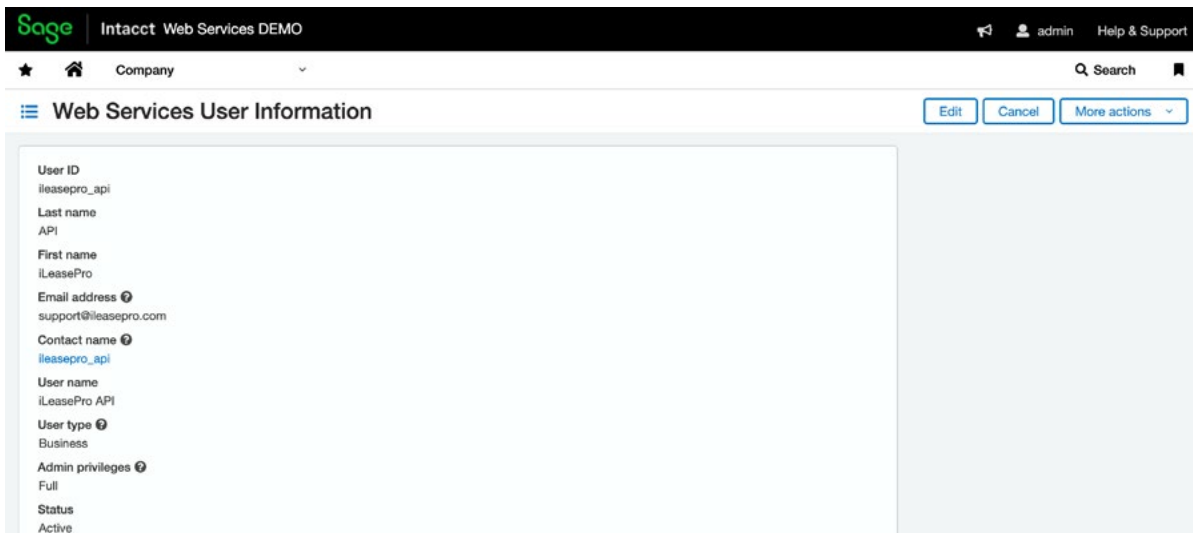 Sage Intacct Web Services DEMO admin Help & Support
Company Search
Web Services User Information Edit Cancel More actions
User ID
ileasepro_api
Last name
API
First name
iLeasePro
Email address
support@ileasepro.com
Contact name
ileasepro_api
User name
iLeasePro API
User type
Business
Admin privileges
Full
Status
Active